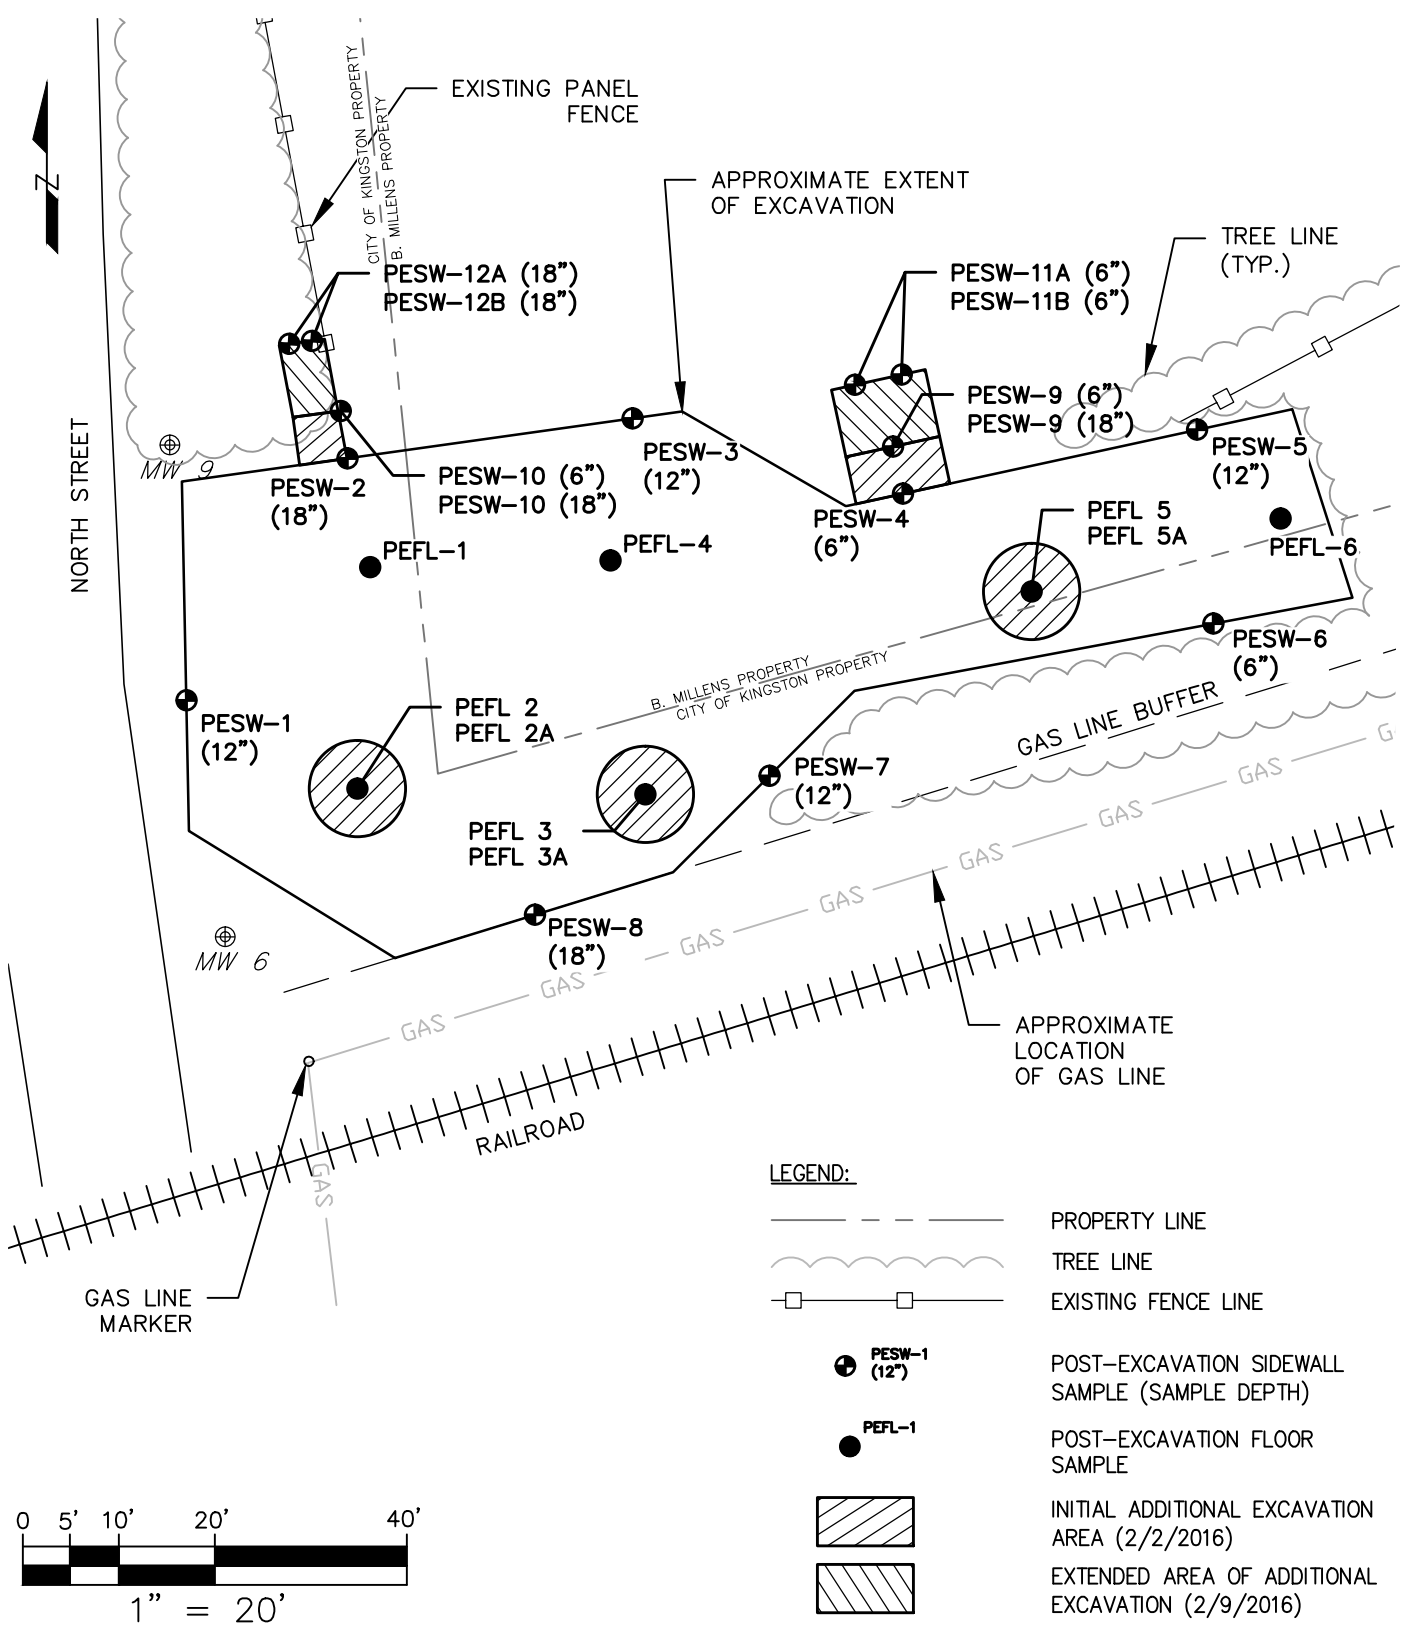 EXISTING PANEL
FENCE
CITY OF KINGSTON PROPERTY
B. MILLENS PROPERTY
APPROXIMATE EXTENT
OF EXCAVATION
TREE LINE
(TYP.)
Z
PESW-12A (18")
PESW-12B (18")
PESW-11A (6")
PESW-11B (6")
PESW-9 (6")
PESW-9 (18")
NORTH STREET
MW 9
PESW-2
(18")
PESW-10 (6")
PESW-10 (18")
PESW-3
(12")
PESW-4
(6")
PESW-5
(12")
PEFL-1
PEFL-4
PEFL 5
PEFL 5A
PEFL-6
PESW-6
(6")
B. MILLENS PROPERTY
CITY OF KINGSTON PROPERTY
PESW-1
(12")
PEFL 2
PEFL 2A
PEFL 3
PEFL 3A
PESW-7
(12")
GAS LINE BUFFER
G
GAS
GAS
GAS
GAS
GAS
GAS
GAS
GAS
PESW-8
(18")
MW 6
APPROXIMATE
LOCATION
OF GAS LINE
RAILROAD
GAS LINE
MARKER
LEGEND:
PROPERTY LINE
TREE LINE
EXISTING FENCE LINE
PESW-1
(12")
POST-EXCAVATION SIDEWALL
SAMPLE (SAMPLE DEPTH)
PEFL-1
POST-EXCAVATION FLOOR
SAMPLE
INITIAL ADDITIONAL EXCAVATION
AREA (2/2/2016)
EXTENDED AREA OF ADDITIONAL
EXCAVATION (2/9/2016)
0 5' 10' 20' 40'
1" = 20'